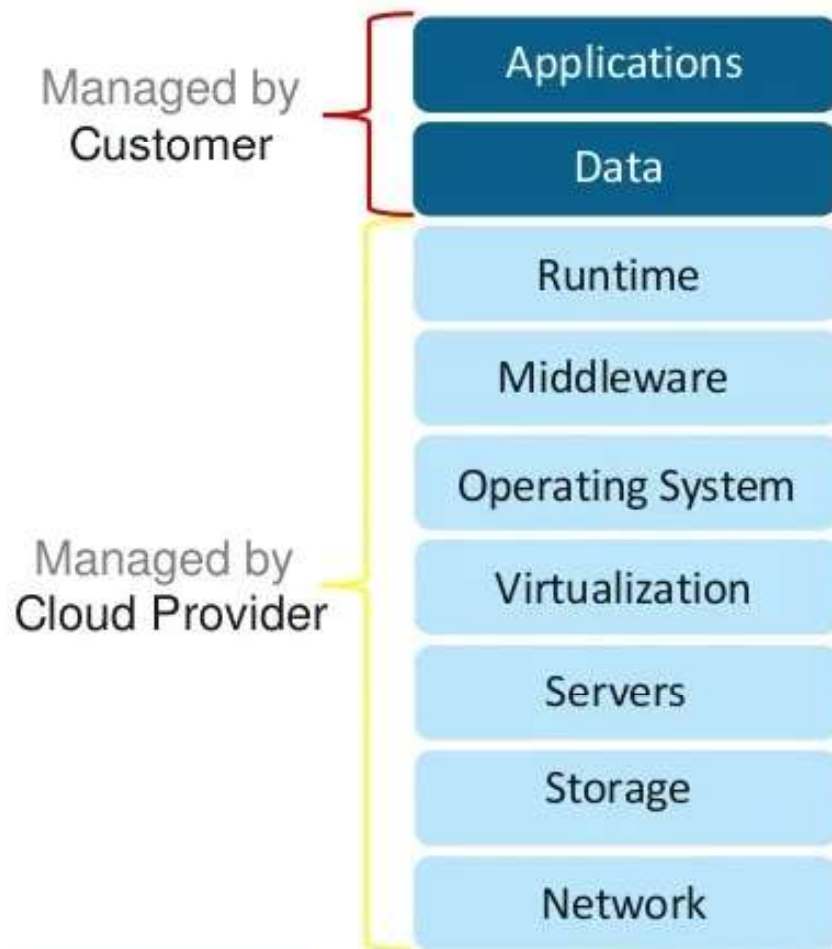 Managed by
Customer
Applications
Data
Managed by
Cloud Provider
Runtime
Middleware
Operating System
Virtualization
Servers
Storage
Network